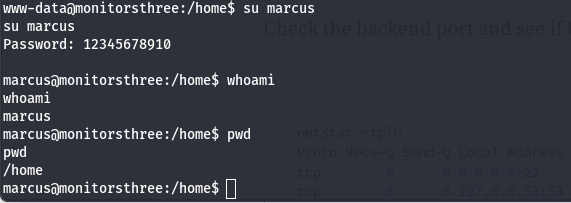 www-data@monitorsthree:/home$ su marcus
su marcus
Check the backend port and see if
Password: 12345678910
marcus@monitorsthree:/home$ whoami
whoami
marcus
marcus@monitorsthree:/home$ pwd
netstat -tpln
pwd
Proto Recv-Q Send-Q Local Address
/home
tcp 0 0 0.0.0.0:22
marcus@monitorsthree:/home$
tcp 0 0 127.0.0.53:53